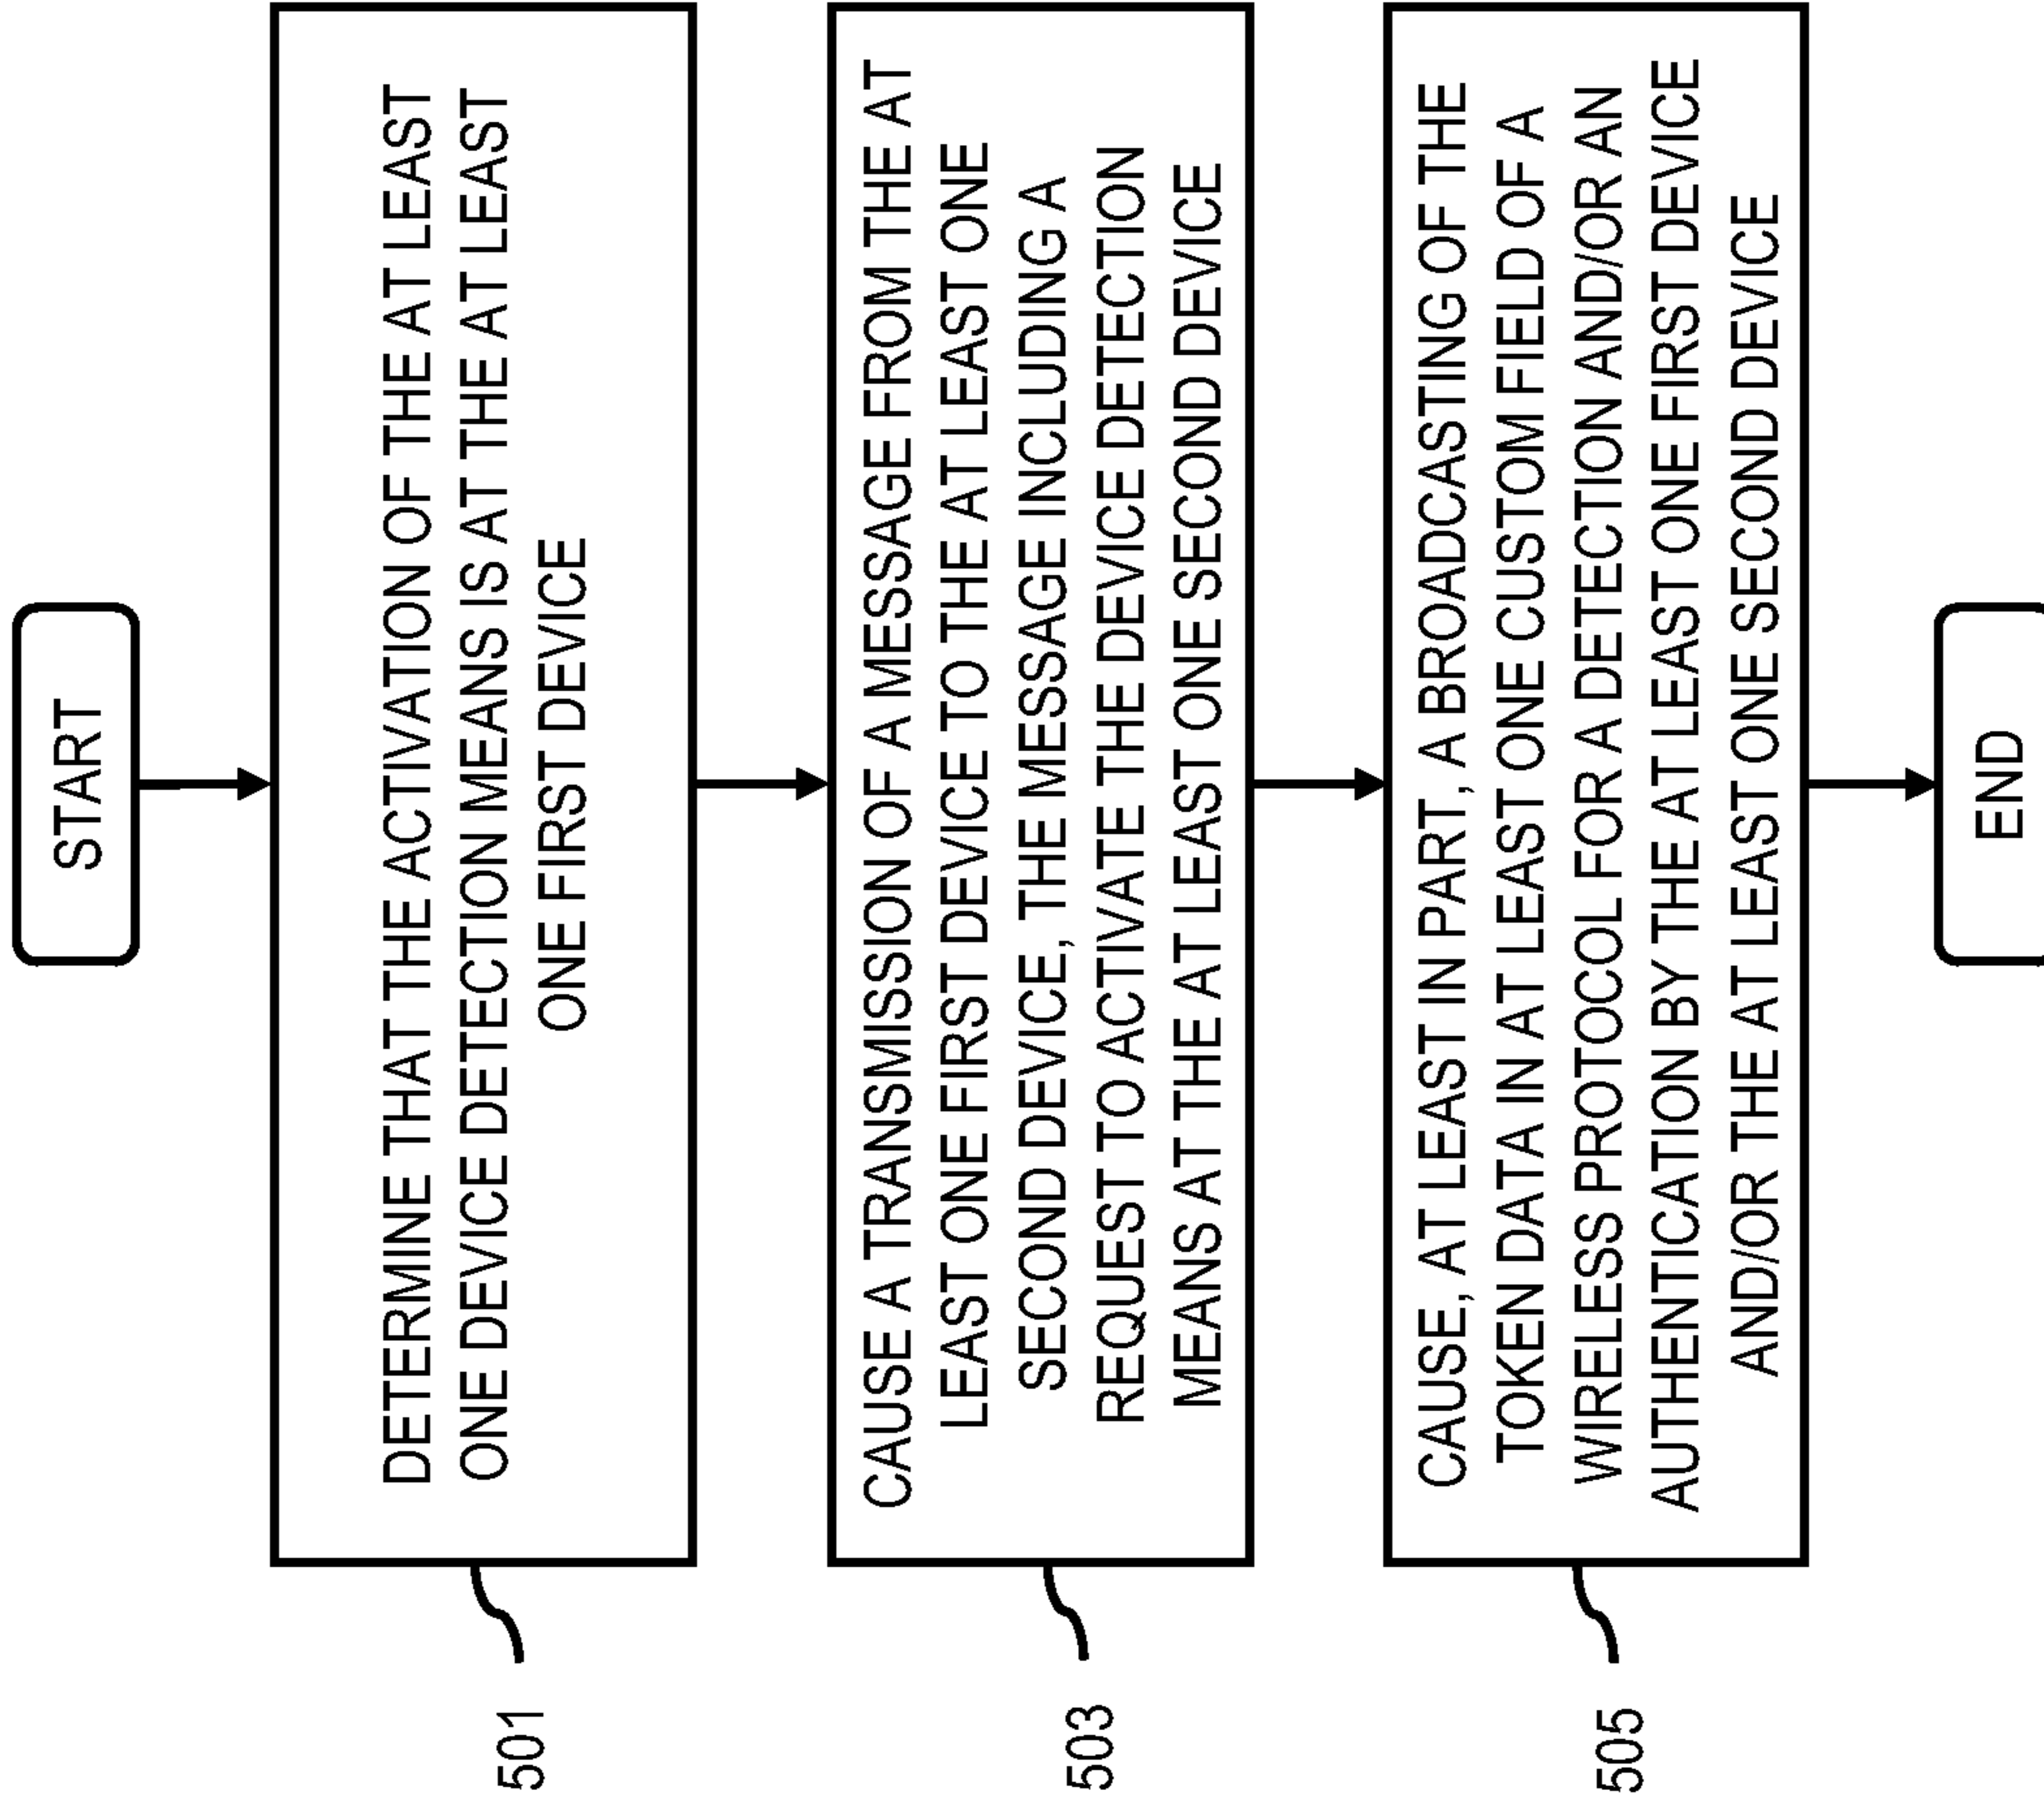 START
DETERMINE THAT THE ACTIVATION OF THE AT LEAST
ONE DEVICE DETECTION MEANS IS AT THE AT LEAST
ONE FIRST DEVICE
501
CAUSE A TRANSMISSION OF A MESSAGE FROM THE AT
LEAST ONE FIRST DEVICE TO THE AT LEAST ONE
SECOND DEVICE, THE MESSAGE INCLUDING A
REQUEST TO ACTIVATE THE DEVICE DETECTION
MEANS AT THE AT LEAST ONE SECOND DEVICE
503
CAUSE, AT LEAST IN PART, A BROADCASTING OF THE
TOKEN DATA IN AT LEAST ONE CUSTOM FIELD OF A
WIRELESS PROTOCOL FOR A DETECTION AND/OR AN
AUTHENTICATION BY THE AT LEAST ONE FIRST DEVICE
AND/OR THE AT LEAST ONE SECOND DEVICE
505
END